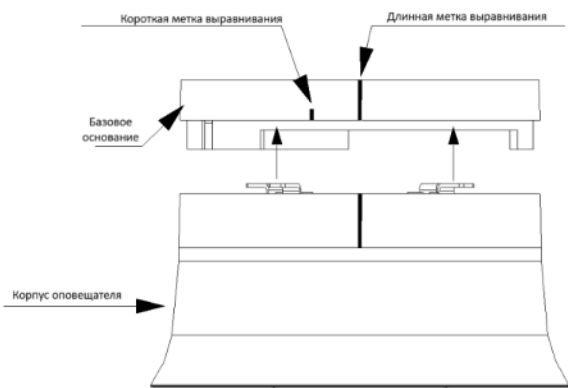 Короткая метка выравнивания
Длинная метка выравнивания
Базовое
основание
Корпус оповещателя